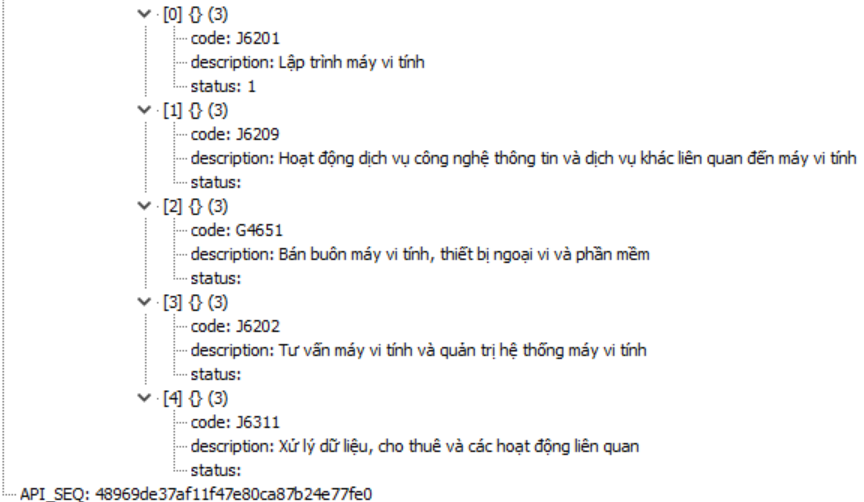 [0] {} (3)
code: J6201
description: Lập trình máy vi tính
status: 1
[1] {} (3)
code: J6209
description: Hoạt động dịch vụ công nghệ thông tin và dịch vụ khác liên quan đến máy vi tính
status:
[2] {} (3)
code: G4651
description: Bán buôn máy vi tính, thiết bị ngoại vi và phần mềm
status:
[3] {} (3)
code: J6202
description: Tư vấn máy vi tính và quản trị hệ thống máy vi tính
status:
[4] {} (3)
code: J6311
description: Xử lý dữ liệu, cho thuê và các hoạt động liên quan
status:
API_SEQ: 48969de37af11f47e80ca87b24e77fe0